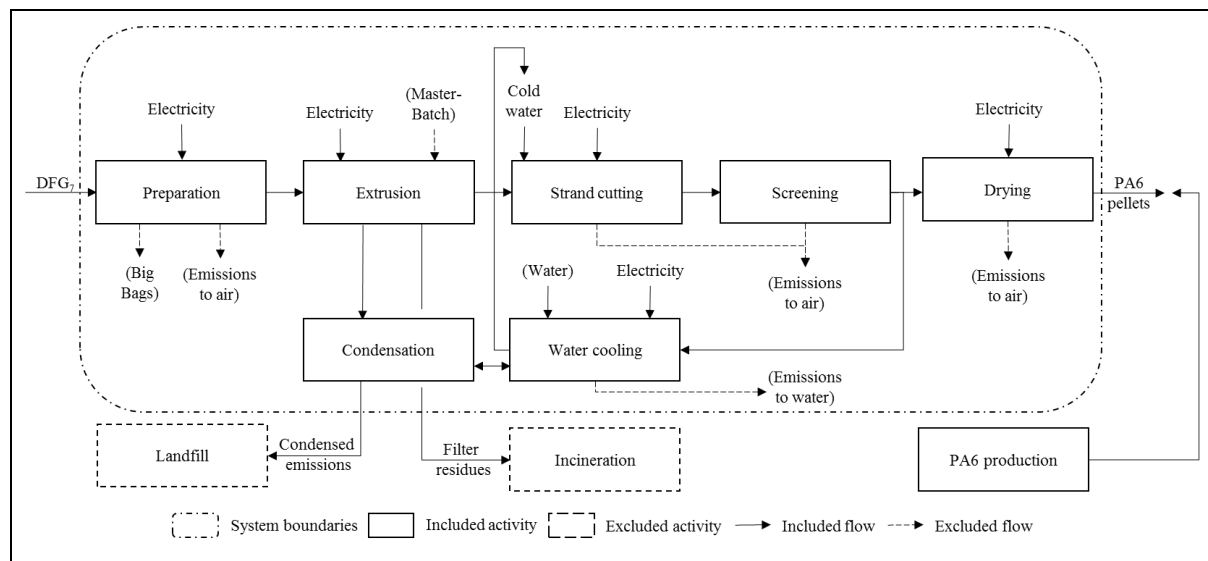 (Master-
Batch)
Cold
water
Electricity
Electricity
Electricity
Electricity
DFG7
Preparation
Extrusion
Strand cutting
Screening
Drying
PA6
pellets
(Big
Bags)
(Emissions
to air)
(Water)
Electricity
(Emissions
to air)
(Emissions
to air)
Condensation
Water cooling
(Emissions
to water)
Landfill
Condensed
emissions
Filter
residues
Incineration
PA6 production
System boundaries
Included activity
Excluded activity
Included flow
Excluded flow